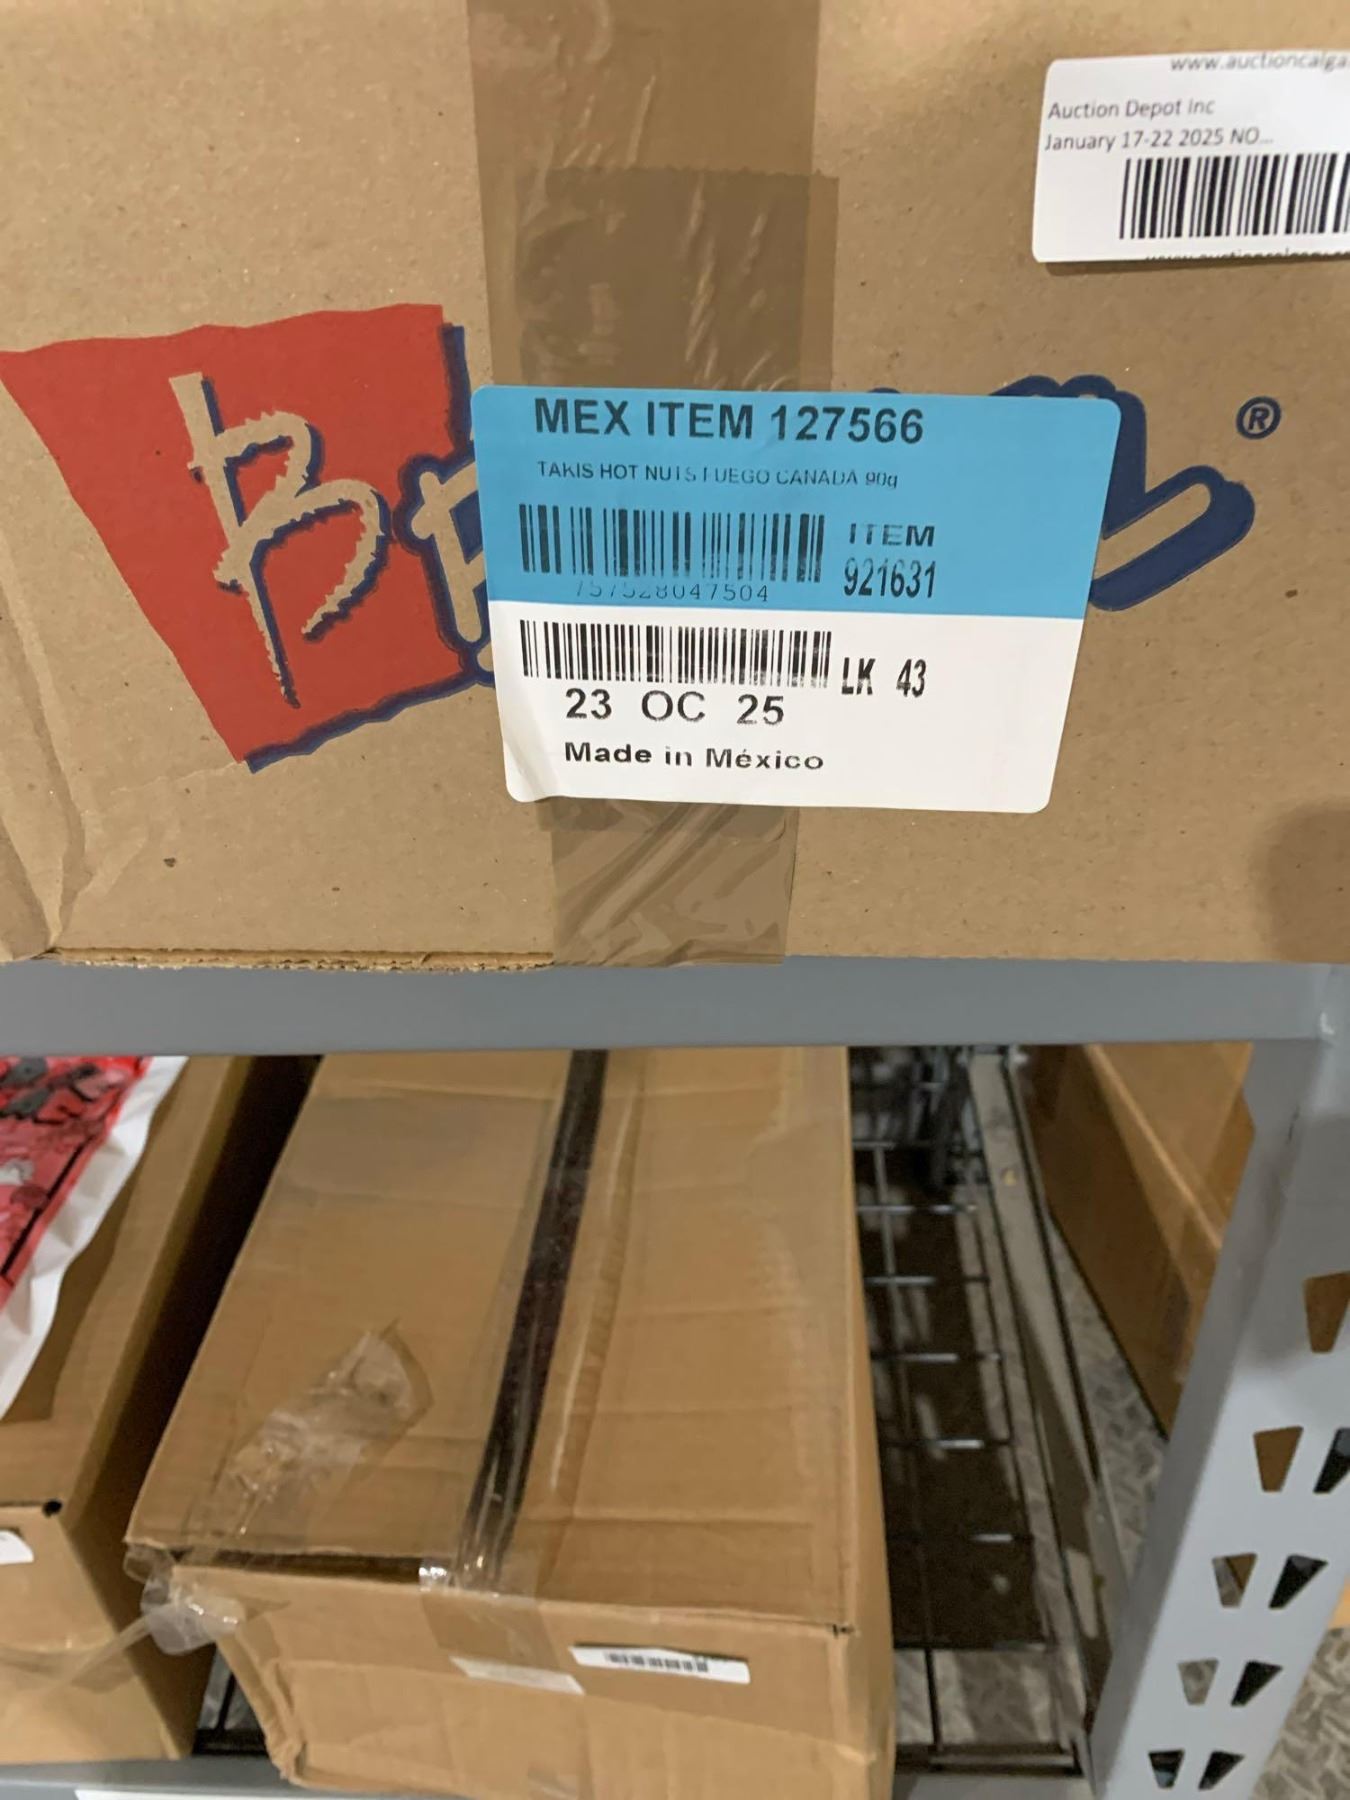 www.auctioncalga
Auction Depot Inc
January 17-22 2025 NO...
®
MEX ITEM 127566
TAKIS HOT NUTS FUEGO CANADA 90g
ITEM
921631
757528047504
LK 43
23 OC 25
Made in México